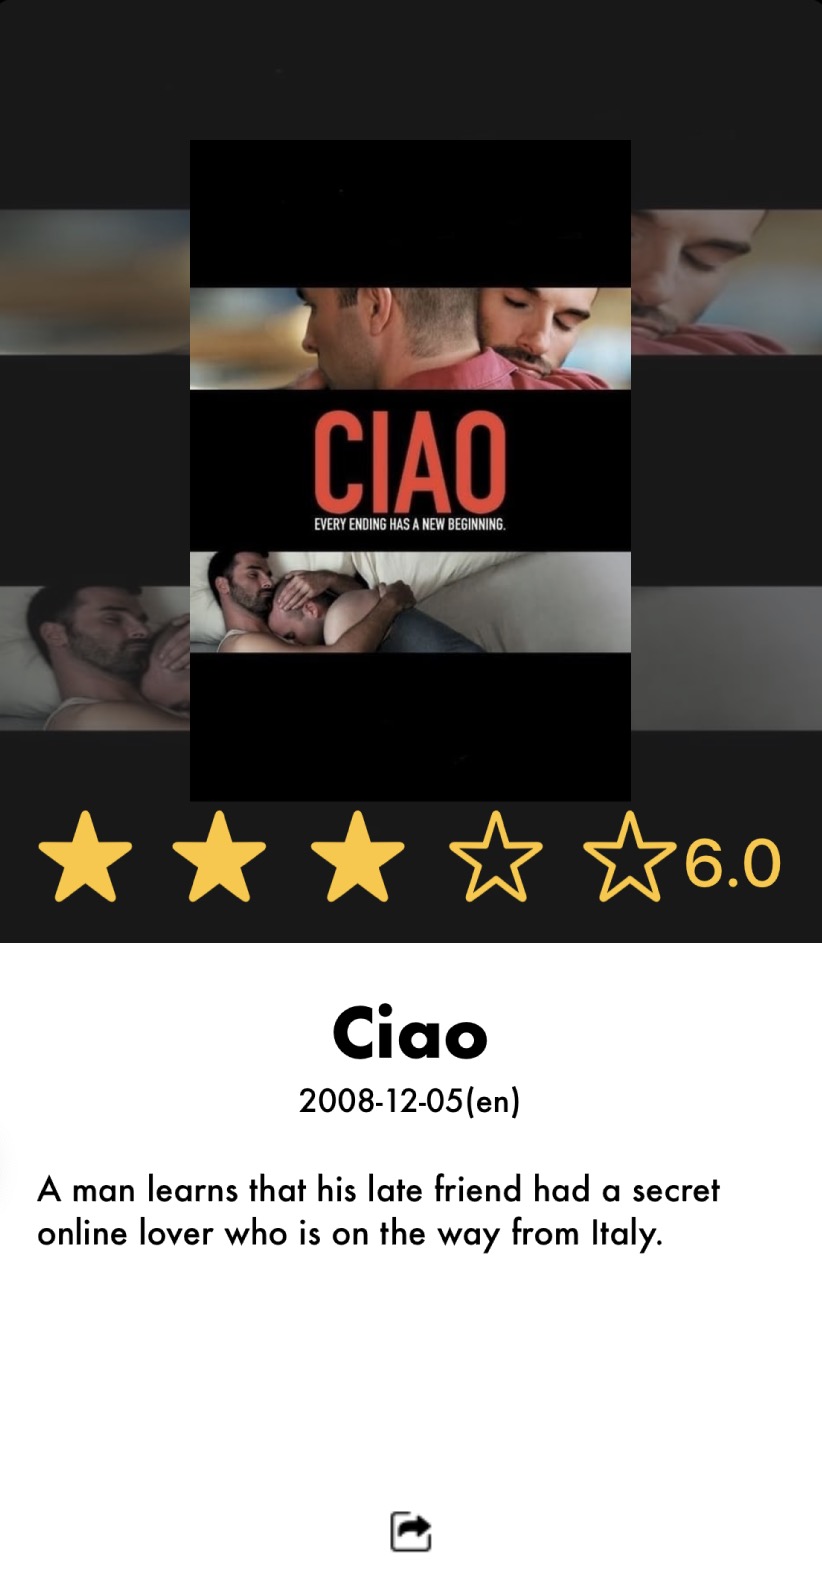 CIAO
EVERY ENDING HAS A NEW BEGINNING.
6.0
Ciao
2008-12-05(en)
A man learns that his late friend had a secret
online lover who is on the way from Italy.